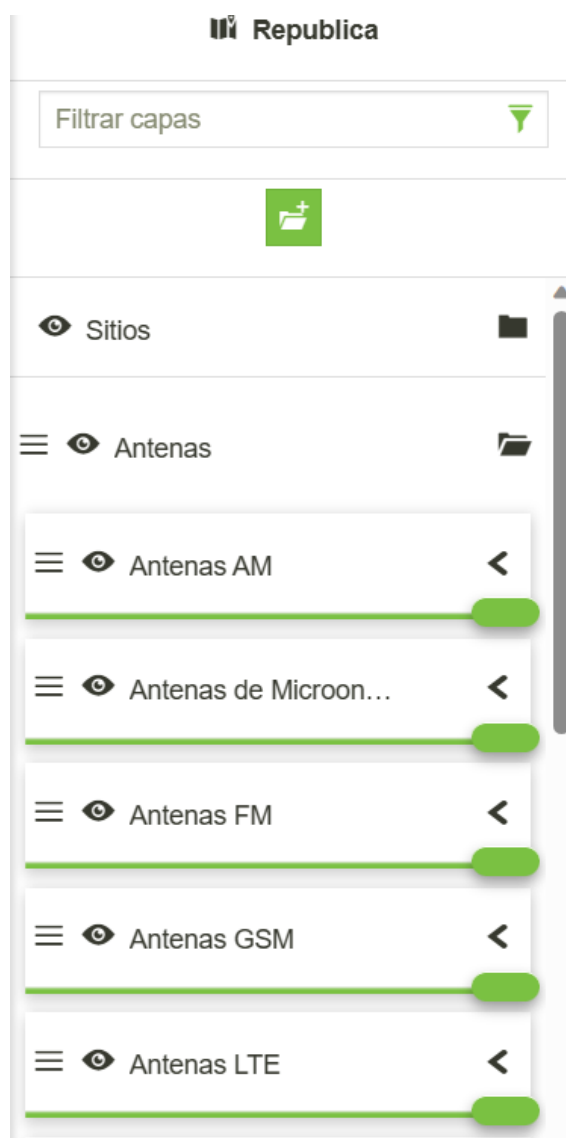 Republica
Filtrar capas
Sitios
Antenas
Antenas AM
Antenas de Microon...
Antenas FM
Antenas GSM
Antenas LTE